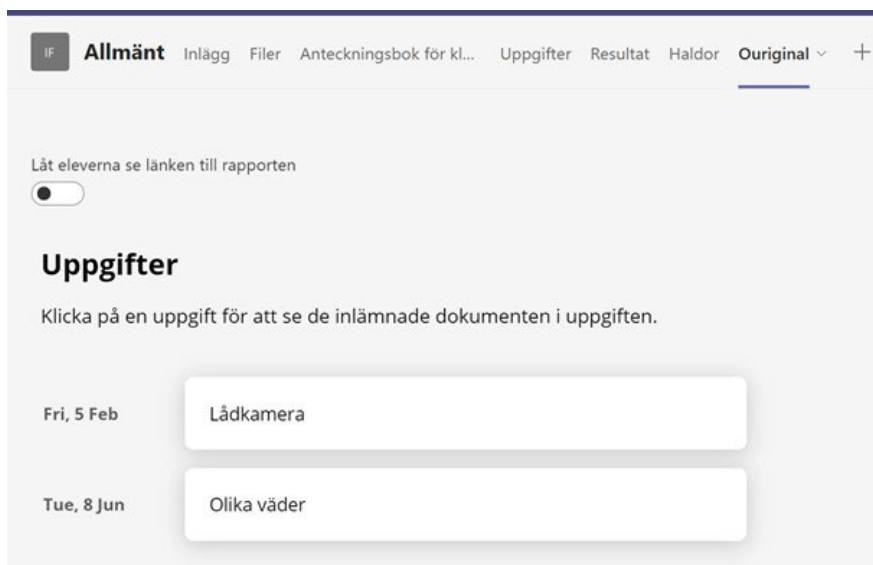 IF Allmänt Inlägg Filer Anteckningsbok för kl... Uppgifter Resultat Haldor Ouriginal
Låt eleverna se länken till rapporten
Uppgifter
Klicka på en uppgift för att se de inlämnade dokumenten i uppgiften.
Fri, 5 Feb Lådkamera
Tue, 8 Jun Olika väder